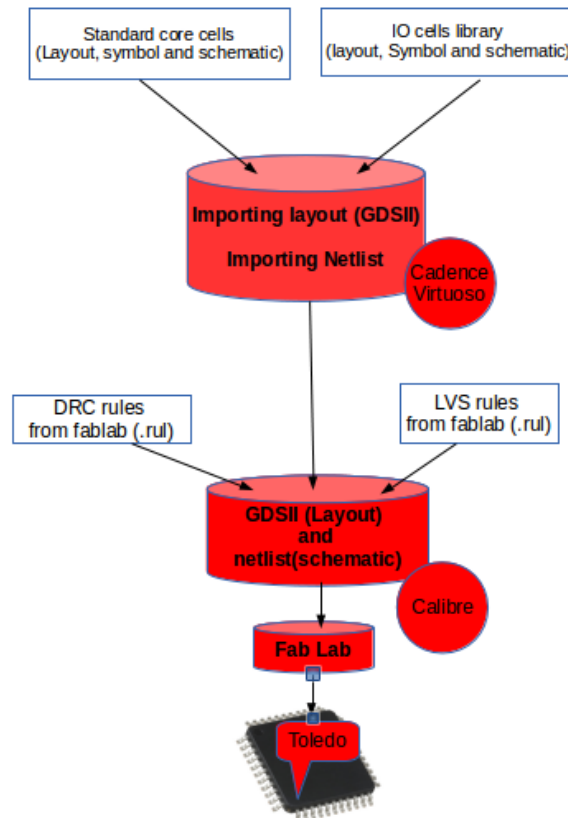 Standard core cells
(Layout, symbol and schematic)
IO cells library
(layout, Symbol and schematic)
Importing layout (GDSII)
Importing Netlist
Cadence
Virtuoso
DRC rules
from fablab (.rul)
LVS rules
from fablab (.rul)
GDSII (Layout)
and
netlist(schematic)
Calibre
Fab Lab
Toledo